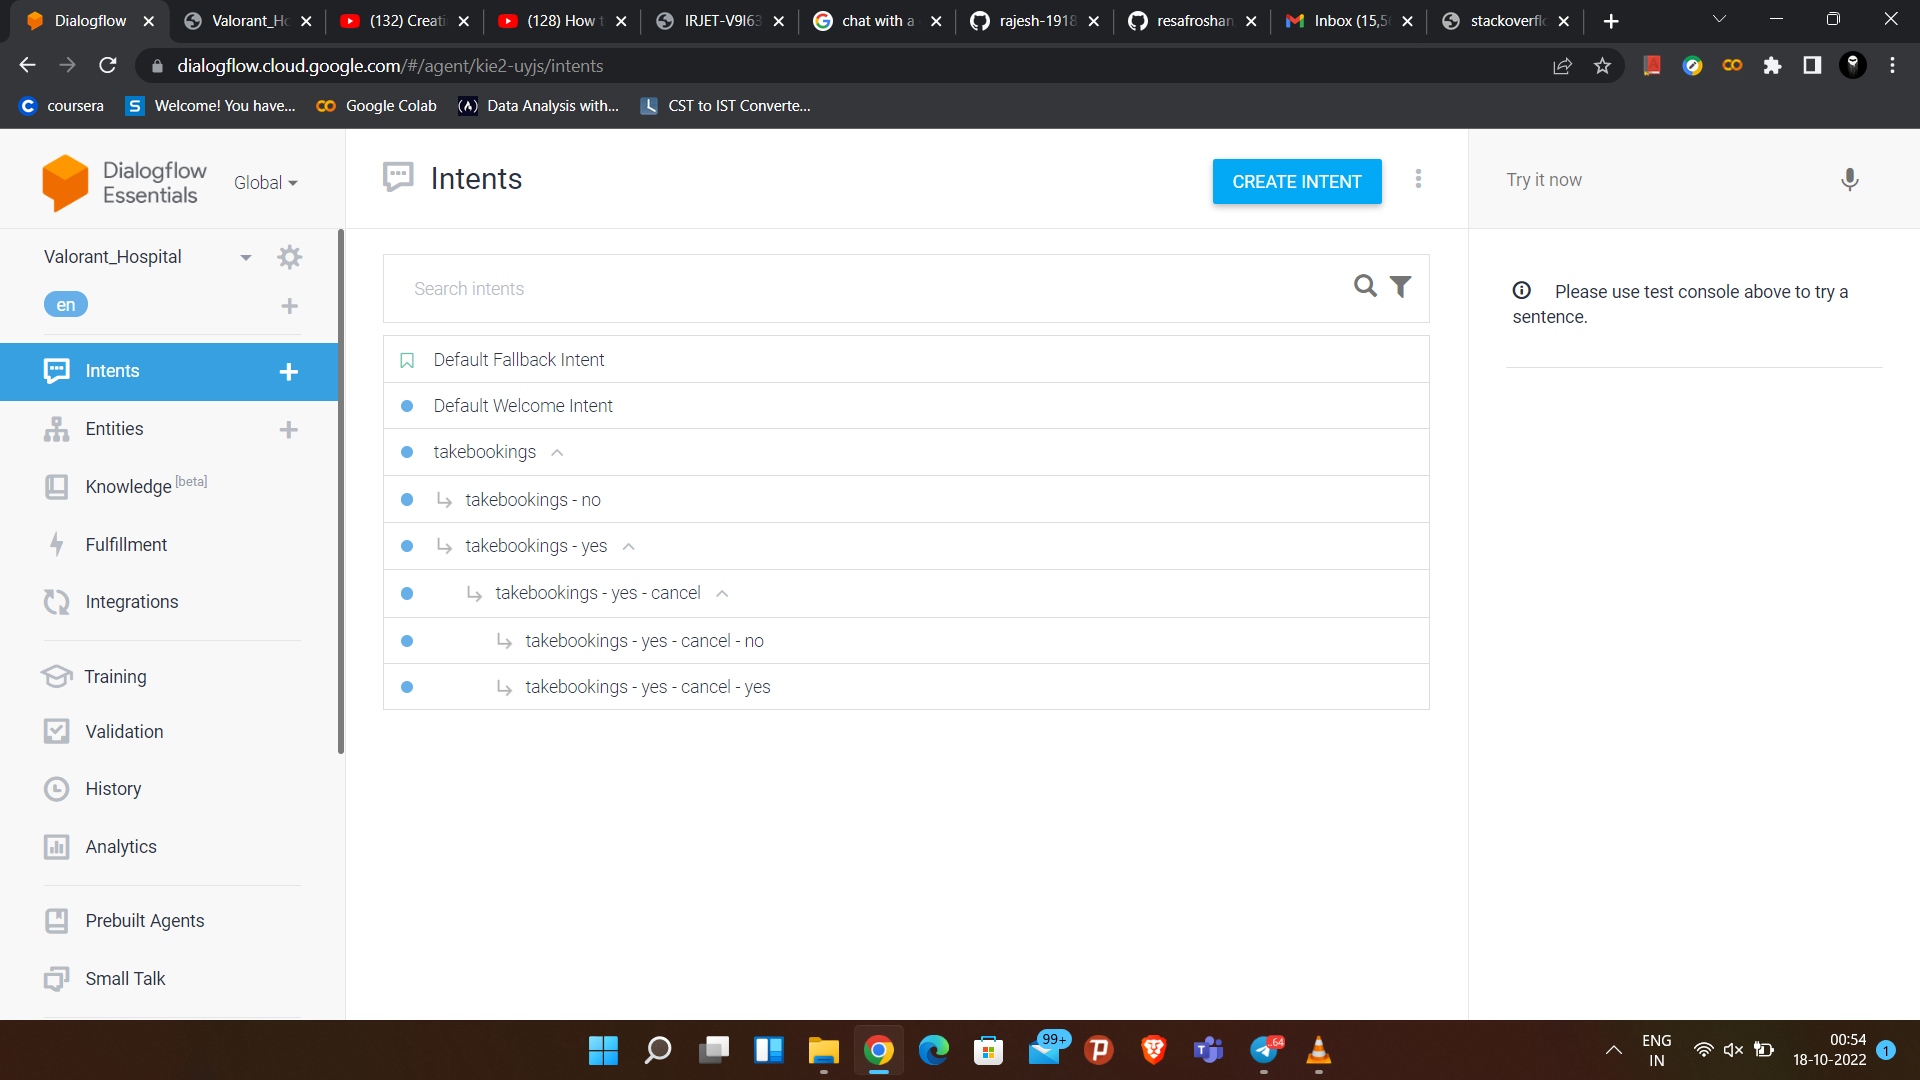 Dialogflow
Valorant_Ho
(132) Creati
(128) How t
IRJET-V9I63
chat with a
rajesh-1918
resafroshan
Inbox (15,5
stackoverflo
dialogflow.cloud.google.com/#/agent/kie2-uyjs/intents
coursera
Welcome! You have...
Google Colab
Data Analysis with...
CST to IST Converte...
Dialogflow
Essentials
Global
Intents
CREATE INTENT
Try it now
Valorant_Hospital
en
Search intents
Please use test console above to try a
sentence.
Intents
Entities
Knowledge [beta]
Fulfillment
Integrations
Training
Validation
History
Analytics
Prebuilt Agents
Small Talk
Default Fallback Intent
Default Welcome Intent
takebookings
takebookings - no
takebookings - yes
takebookings - yes - cancel
takebookings - yes - cancel - no
takebookings - yes - cancel - yes
99+
64
ENG
IN
00:54
18-10-2022
1